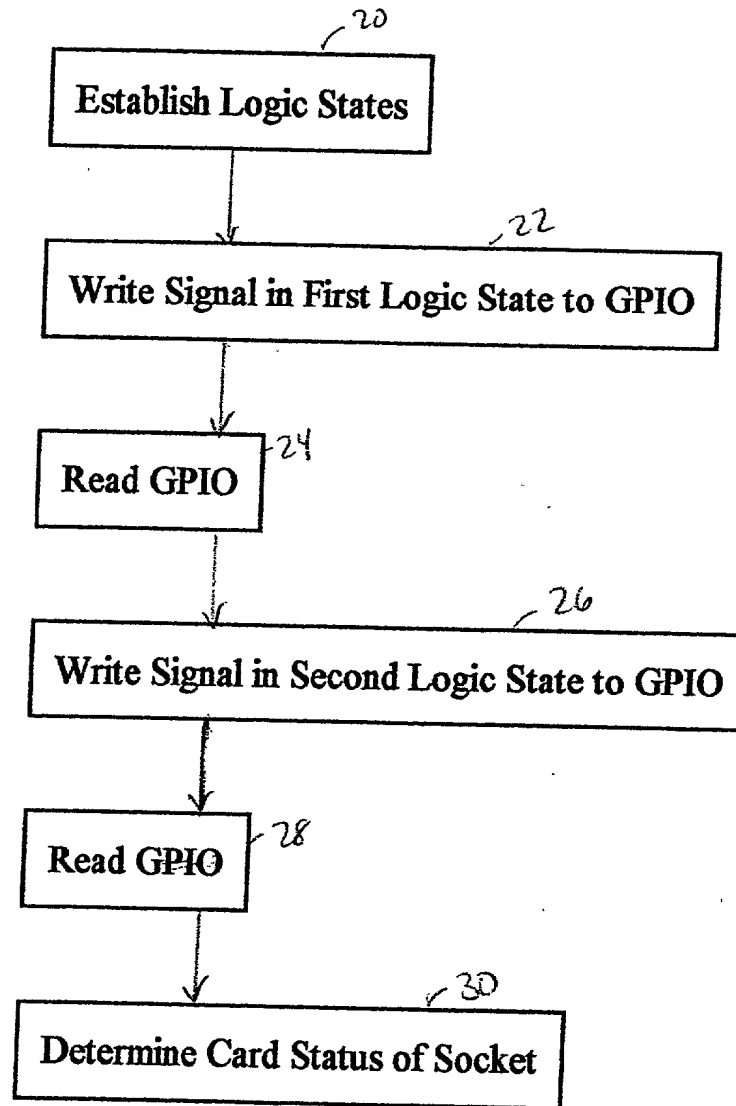 20
Establish Logic States
22
Write Signal in First Logic State to GPIO
24
Read GPIO
26
Write Signal in Second Logic State to GPIO
28
Read GPIO
30
Determine Card Status of Socket